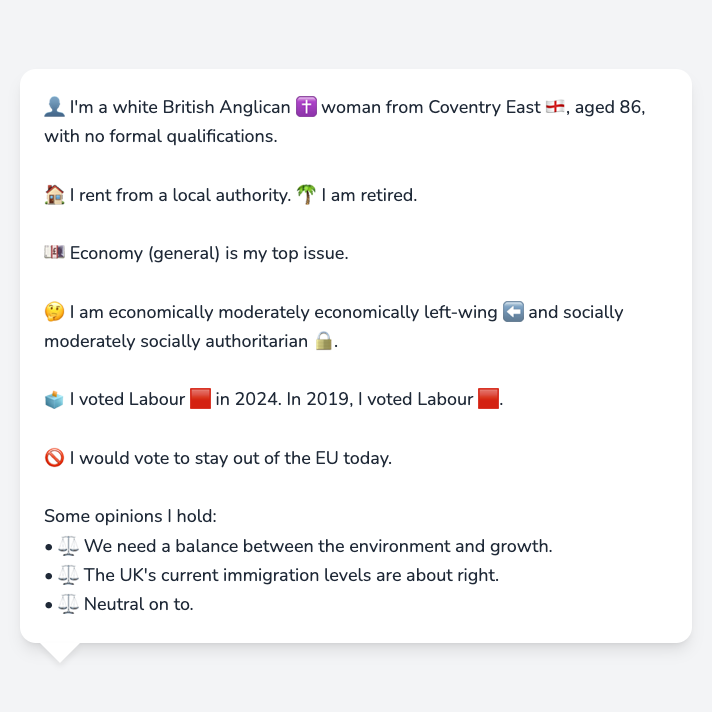 👤 I'm a white British Anglican ✝️ woman from Coventry East 🏴󠁧󠁢󠁥󠁮󠁧󠁿, aged 86,
with no formal qualifications.
🏠 I rent from a local authority. 🌴 I am retired.
💷 Economy (general) is my top issue.
🤔 I am economically moderately economically left-wing ⬅️ and socially
moderately socially authoritarian 🔒.
🗳️ I voted Labour 🟥 in 2024. In 2019, I voted Labour 🟥.
🚫 I would vote to stay out of the EU today.
Some opinions I hold:
• ⚖️ We need a balance between the environment and growth.
• ⚖️ The UK's current immigration levels are about right.
• ⚖️ Neutral on to.